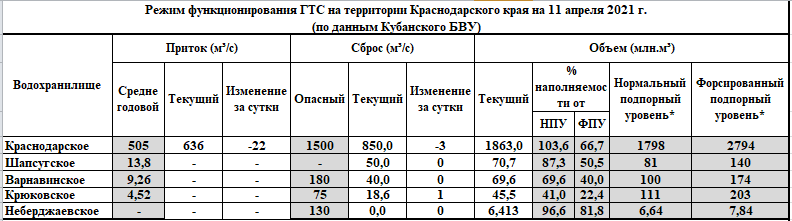 Режим функционирования ГТС на территории Краснодарского края на 11 апреля 2021 г.
(по данным Кубанского БВУ)
Водохранилище
Приток (м³/с) Сброс (м³/с) Объем (млн.м³)
Средне годовой Текущий Изменение за сутки Опасный Текущий Изменение за сутки Текущий % наполняемос ти от Нормальный подпорный уровень* Форсированный подпорный уровень*
НПУ ФПУ
Краснодарское 505 636 -22 1500 850,0 -3 1863,0 103,6 66,7 1798 2794
Шапсугское 13,8 - - - 50,0 0 70,7 87,3 50,5 81 140
Варнавинское 9,26 - - 180 40,0 0 69,6 69,6 40,0 100 174
Крюковское 4,52 - - 75 18,6 1 45,5 41,0 22,4 111 203
Неберджаевское - - - 130 0,0 0 6,413 96,6 81,8 6,64 7,84